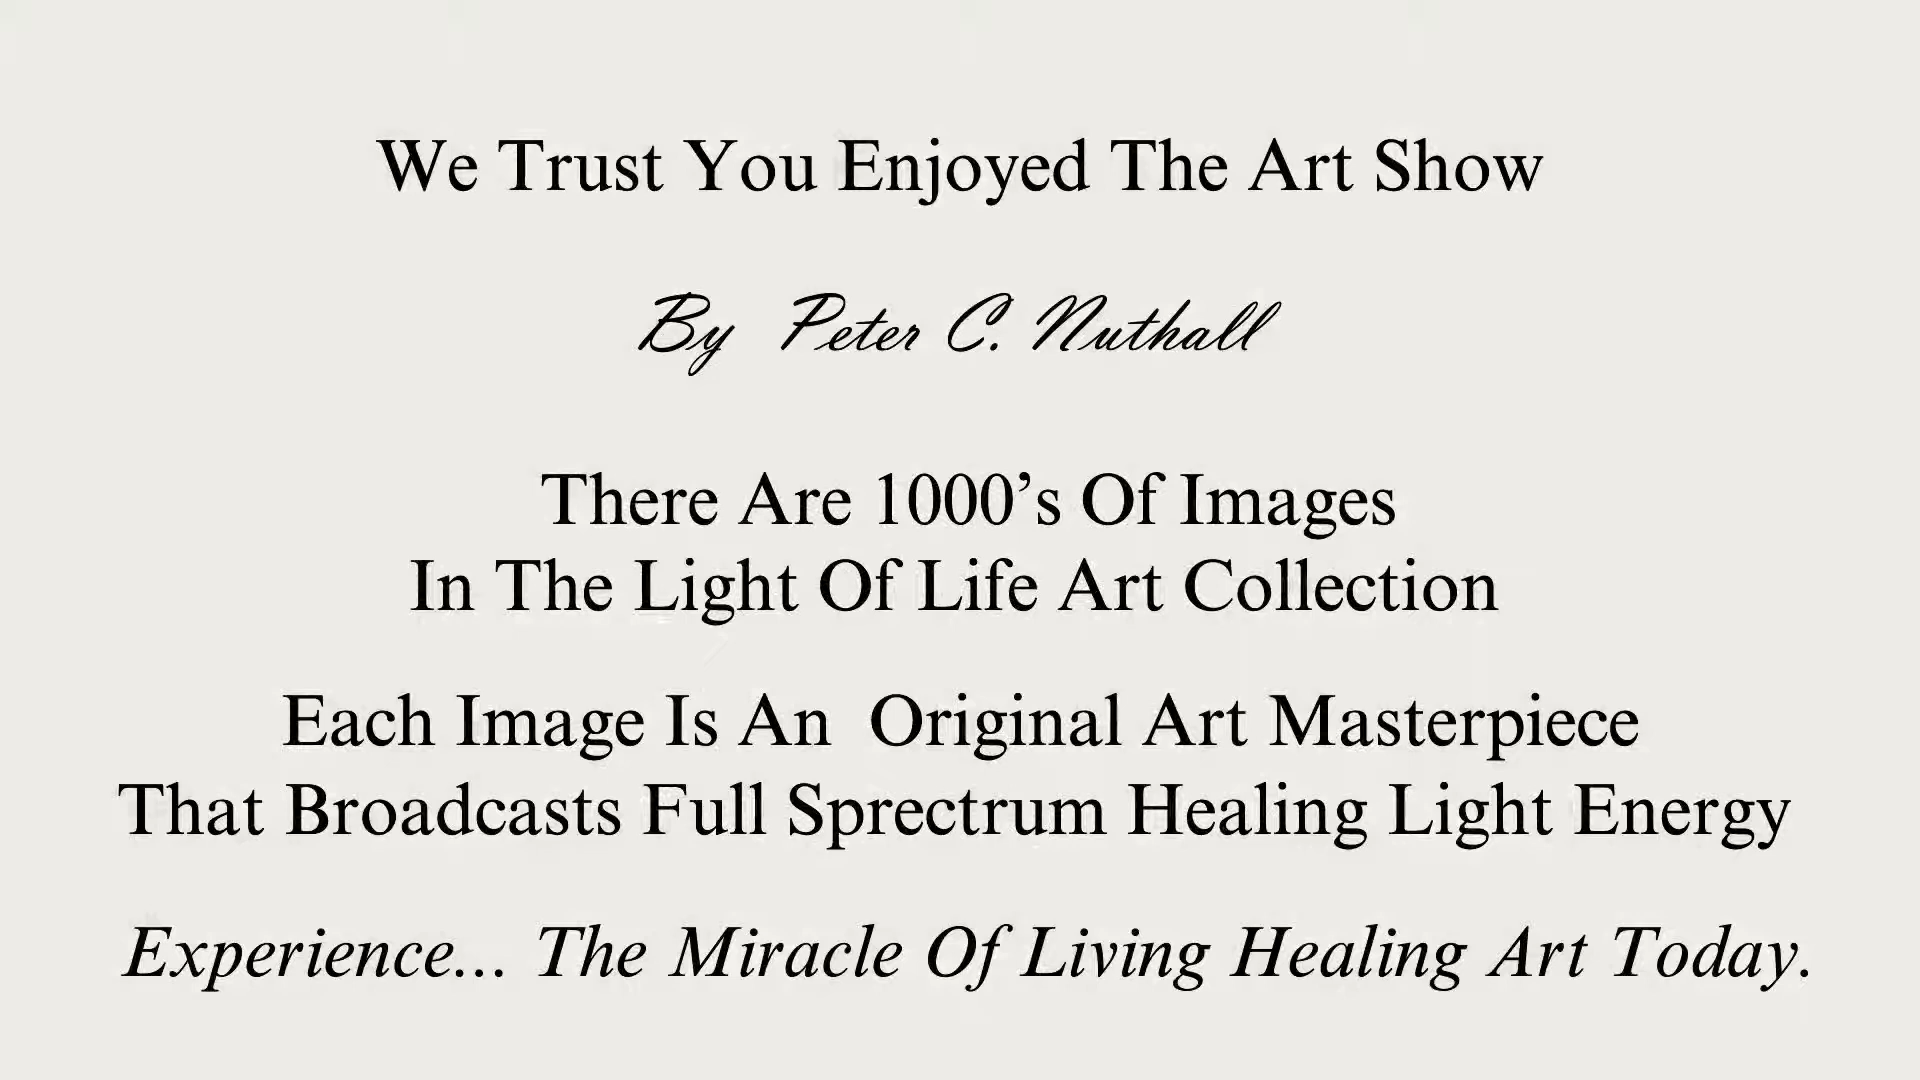 We Trust You Enjoyed The Art Show
By Peter C. Nuthall
There Are 1000’s Of Images
In The Light Of Life Art Collection
Each Image Is An Original Art Masterpiece
That Broadcasts Full Sprectrum Healing Light Energy
Experience... The Miracle Of Living Healing Art Today.